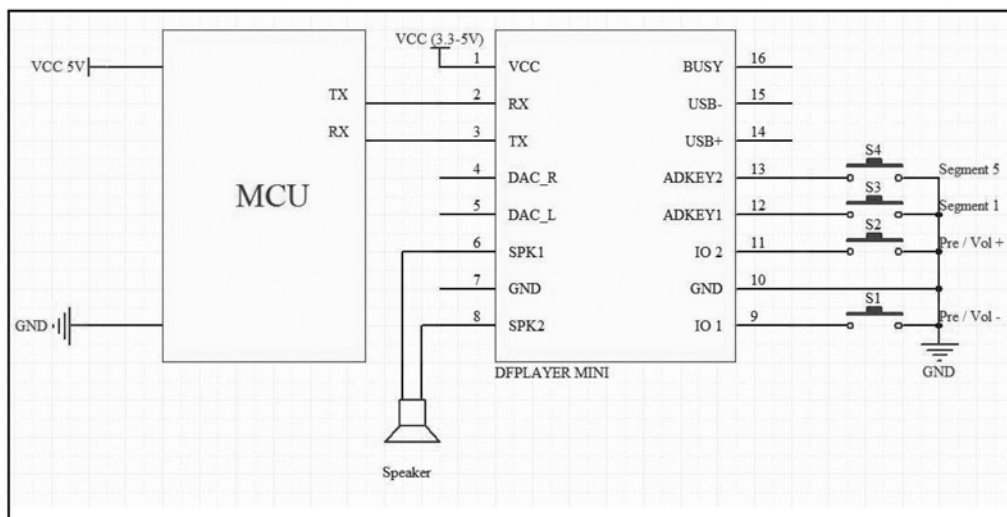 VCC 5V
TX
RX
MCU
GND
VCC (3.3-5V)
1 VCC
2 RX
3 TX
4 DAC_R
5 DAC_L
6 SPK1
7 GND
8 SPK2
BUSY 16
USB- 15
USB+ 14
ADKEY2 13
ADKEY1 12
IO 2 11
GND 10
IO 1 9
DFPLAYER MINI
S4
Segment 5
S3
Segment 1
S2
Pre / Vol +
S1
Pre / Vol -
GND
Speaker